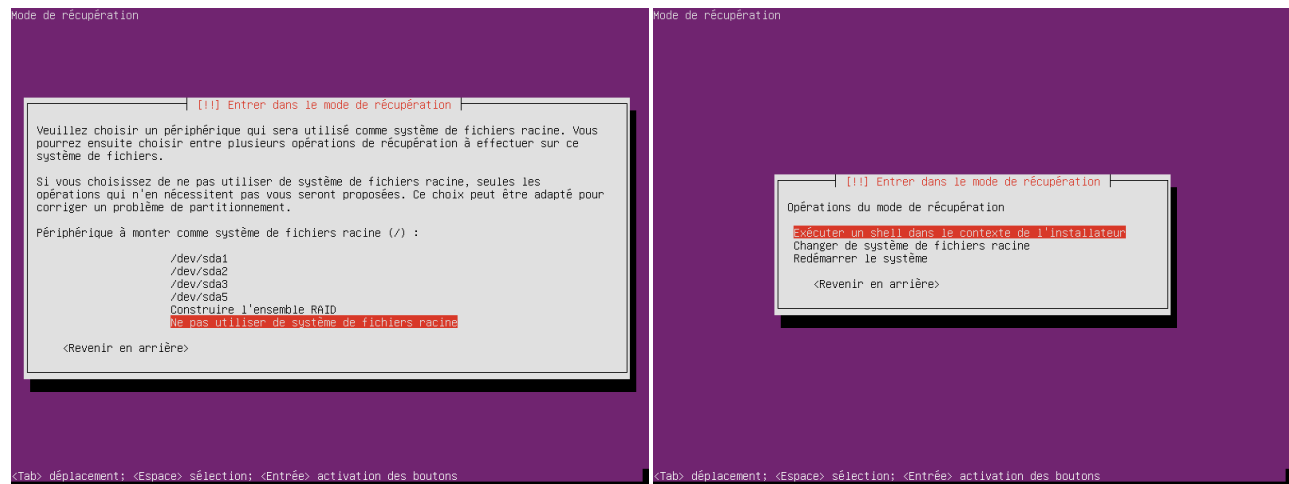 Mode de récupération
[!!] Entrer dans le mode de récupération
Veuillez choisir un périphérique qui sera utilisé comme système de fichiers racine. Vous
pourrez ensuite choisir entre plusieurs opérations de récupération à effectuer sur ce
système de fichiers.
Si vous choisissez de ne pas utiliser de système de fichiers racine, seules les
opérations qui n'en nécessitent pas vous seront proposées. Ce choix peut être adapté pour
corriger un problème de partitionnement.
Périphérique à monter comme système de fichiers racine (/) :
/dev/sda1
/dev/sda2
/dev/sda3
/dev/sda5
Construire l'ensemble RAID
Ne pas utiliser de système de fichiers racine
<Revenir en arrière>
<Tab> déplacement; <Espace> sélection; <Entrée> activation des boutons
Mode de récupération
[!!] Entrer dans le mode de récupération
Opérations du mode de récupération
Exécuter un shell dans le contexte de l'installateur
Changer de système de fichiers racine
Redémarrer le système
<Revenir en arrière>
<Tab> déplacement; <Espace> sélection; <Entrée> activation des boutons